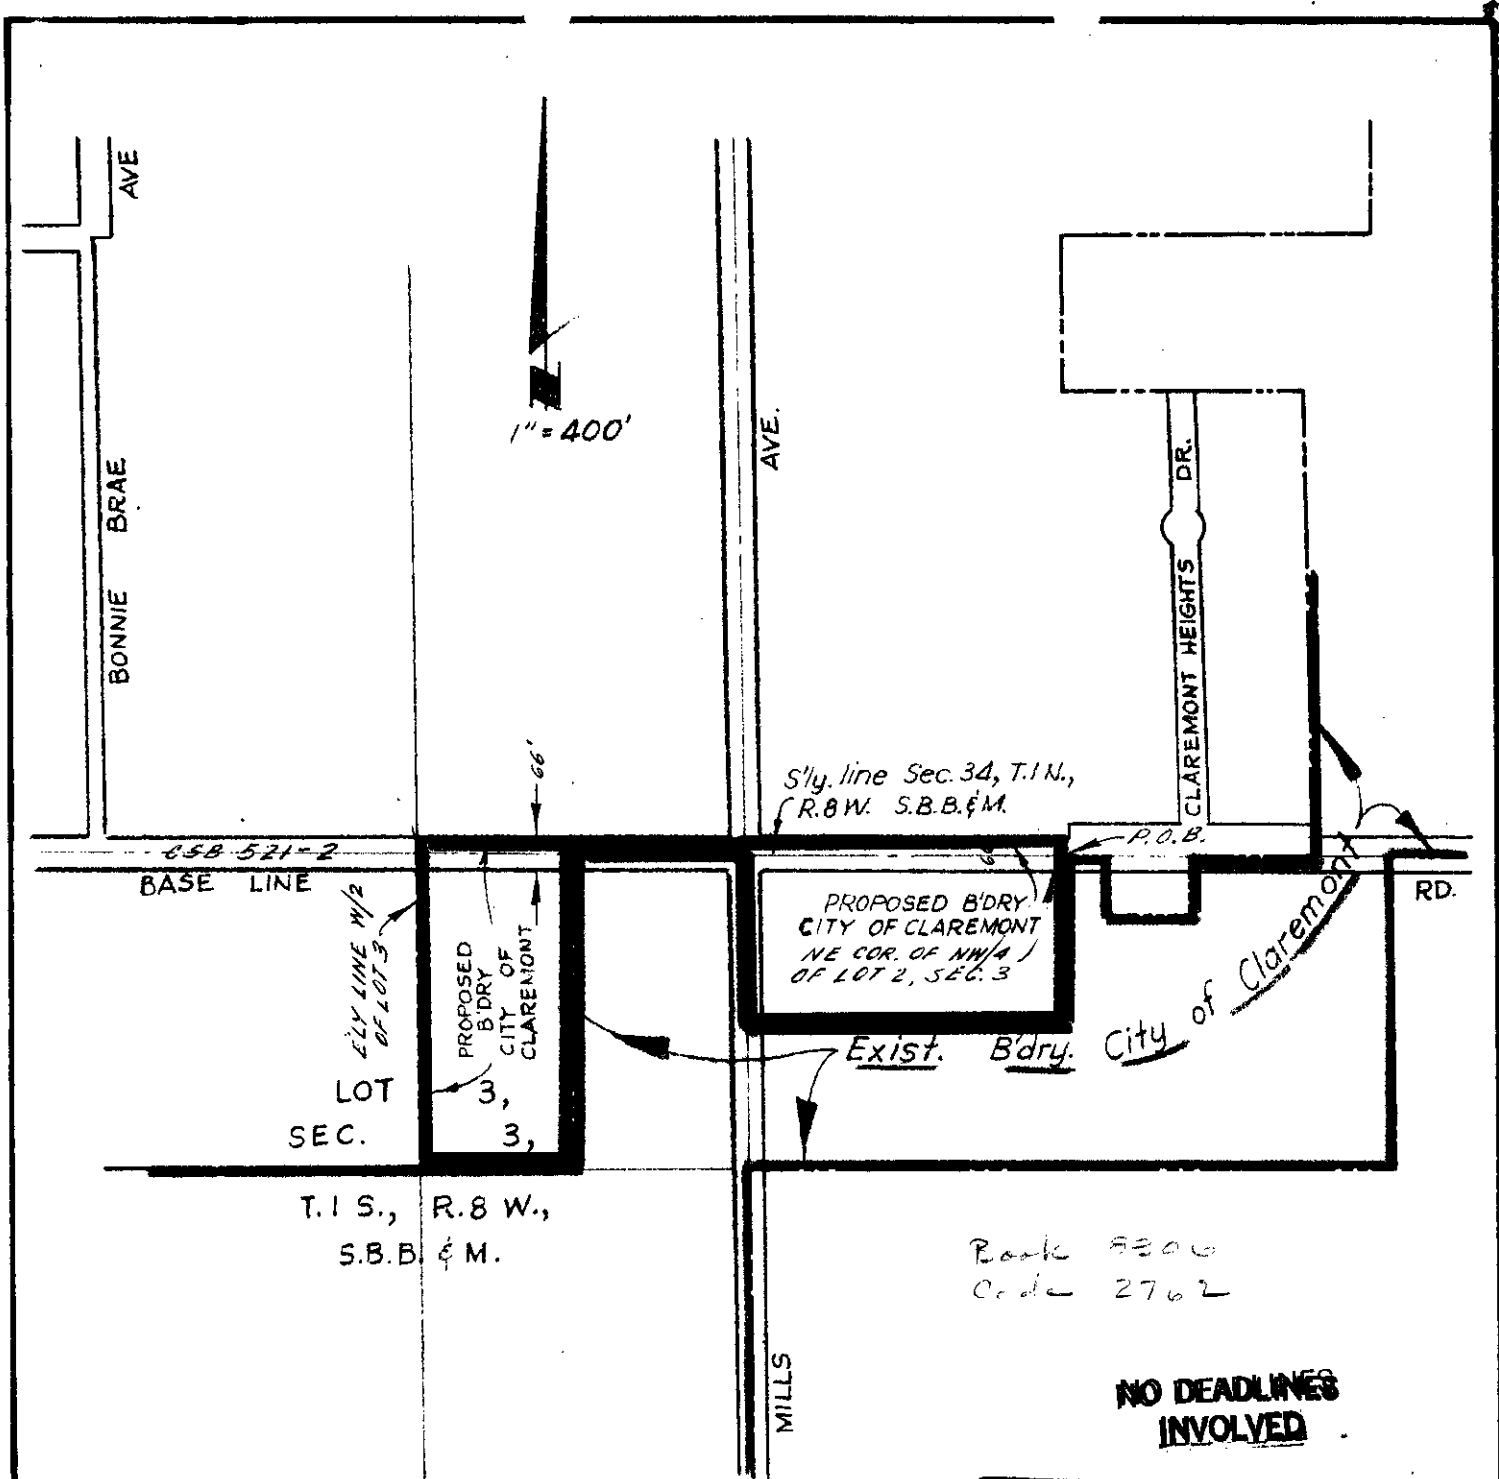 AVE
BONNIE BRAE
1" = 400'
AVE.
CLAREMONT HEIGHTS DR.
66'
S'ly. line Sec. 34, T.1N.,
R.8W. S.B.B.&M.
P.O.B.
CSB 521-2
BASE LINE
RD.
E'LY LINE W/2
OF LOT 3
PROPOSED
B'DRY
CITY OF
CLAREMONT
PROPOSED B'DRY
CITY OF CLAREMONT
NE COR. OF NW/4
OF LOT 2, SEC. 3
Exist. B'dry. City of Claremont
LOT 3,
SEC. 3,
T.1 S., R.8 W.,
S.B.B. & M.
Book
Code 2762
MILLS
NO DEADLINES
INVOLVED